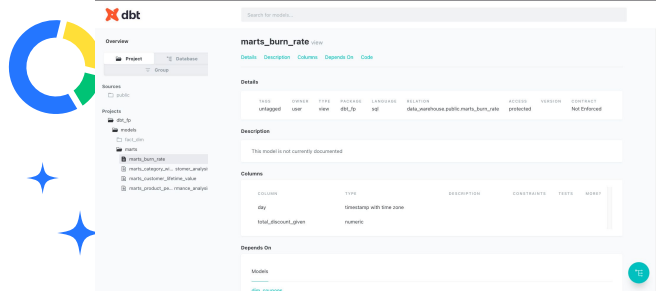 dbt
Search for models...
Overview
Project
Database
Group
Sources
public
Projects
dbt_fp
models
marts
marts_burn_rate
marts_category_wi... stomer_analysi
marts_customer_lifetime_value
marts_product_pe... rmance_analysi
marts_burn_rate view
Details Description Columns Depends On Code
Details
TAGS OWNER TYPE PACKAGE LANGUAGE RELATION ACCESS VERSION CONTRACT
untagged user view dbt_fp sql data_warehouse.public.marts_burn_rate protected Not Enforced
Description
This model is not currently documented
Columns
COLUMN TYPE DESCRIPTION CONSTRAINTS TESTS MORE?
day timestamp with time zone
total_discount_given numeric
Depends On
Models